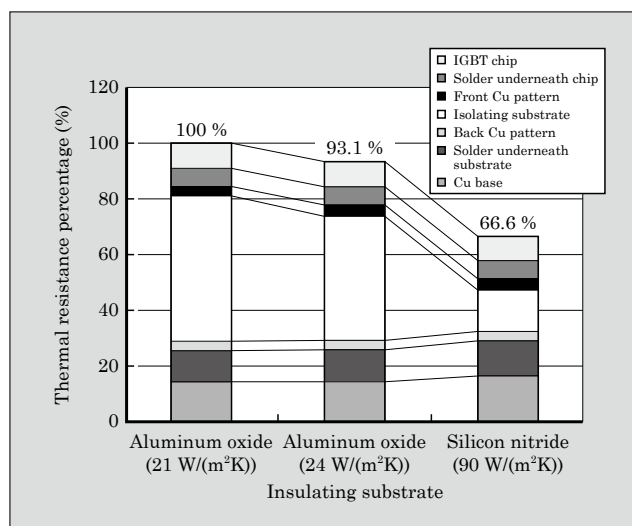 IGBT chip
Solder underneath chip
Front Cu pattern
Isolating substrate
Back Cu pattern
Solder underneath
substrate
Cu base
Thermal resistance percentage (%)
120
100
80
60
40
20
0
100 %
93.1 %
66.6 %
Aluminum oxide
(21 W/(m²K))
Aluminum oxide
(24 W/(m²K))
Silicon nitride
(90 W/(m²K))
Insulating substrate